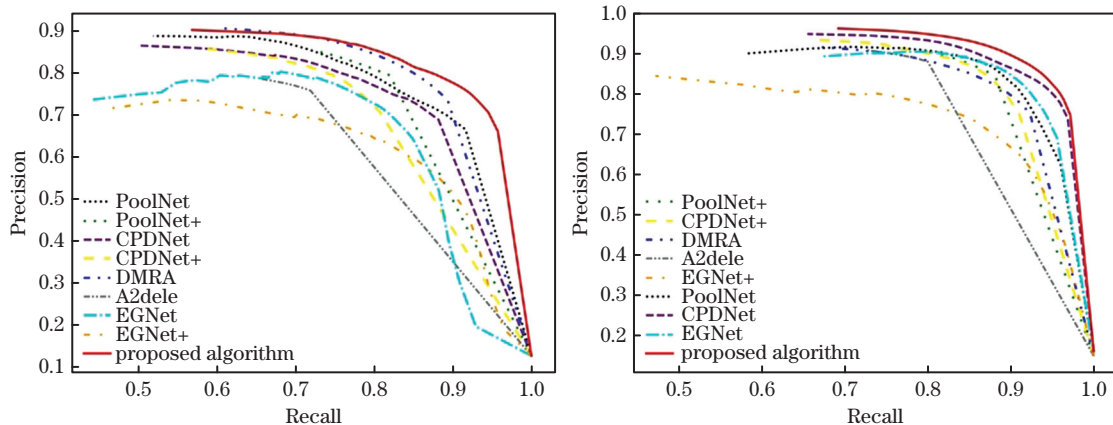 0.9
0.8
0.7
0.6
0.5
0.4
0.3
0.2
0.1
Precision
PoolNet
PoolNet+
CPDNet
CPDNet+
DMRA
A2dele
EGNet
EGNet+
proposed algorithm
0.5 0.6 0.7 0.8 0.9 1.0
Recall
1.0
0.9
0.8
0.7
0.6
0.5
0.4
0.3
0.2
Precision
PoolNet+
CPDNet+
DMRA
A2dele
EGNet+
PoolNet
CPDNet
EGNet
proposed algorithm
0.5 0.6 0.7 0.8 0.9 1.0
Recall